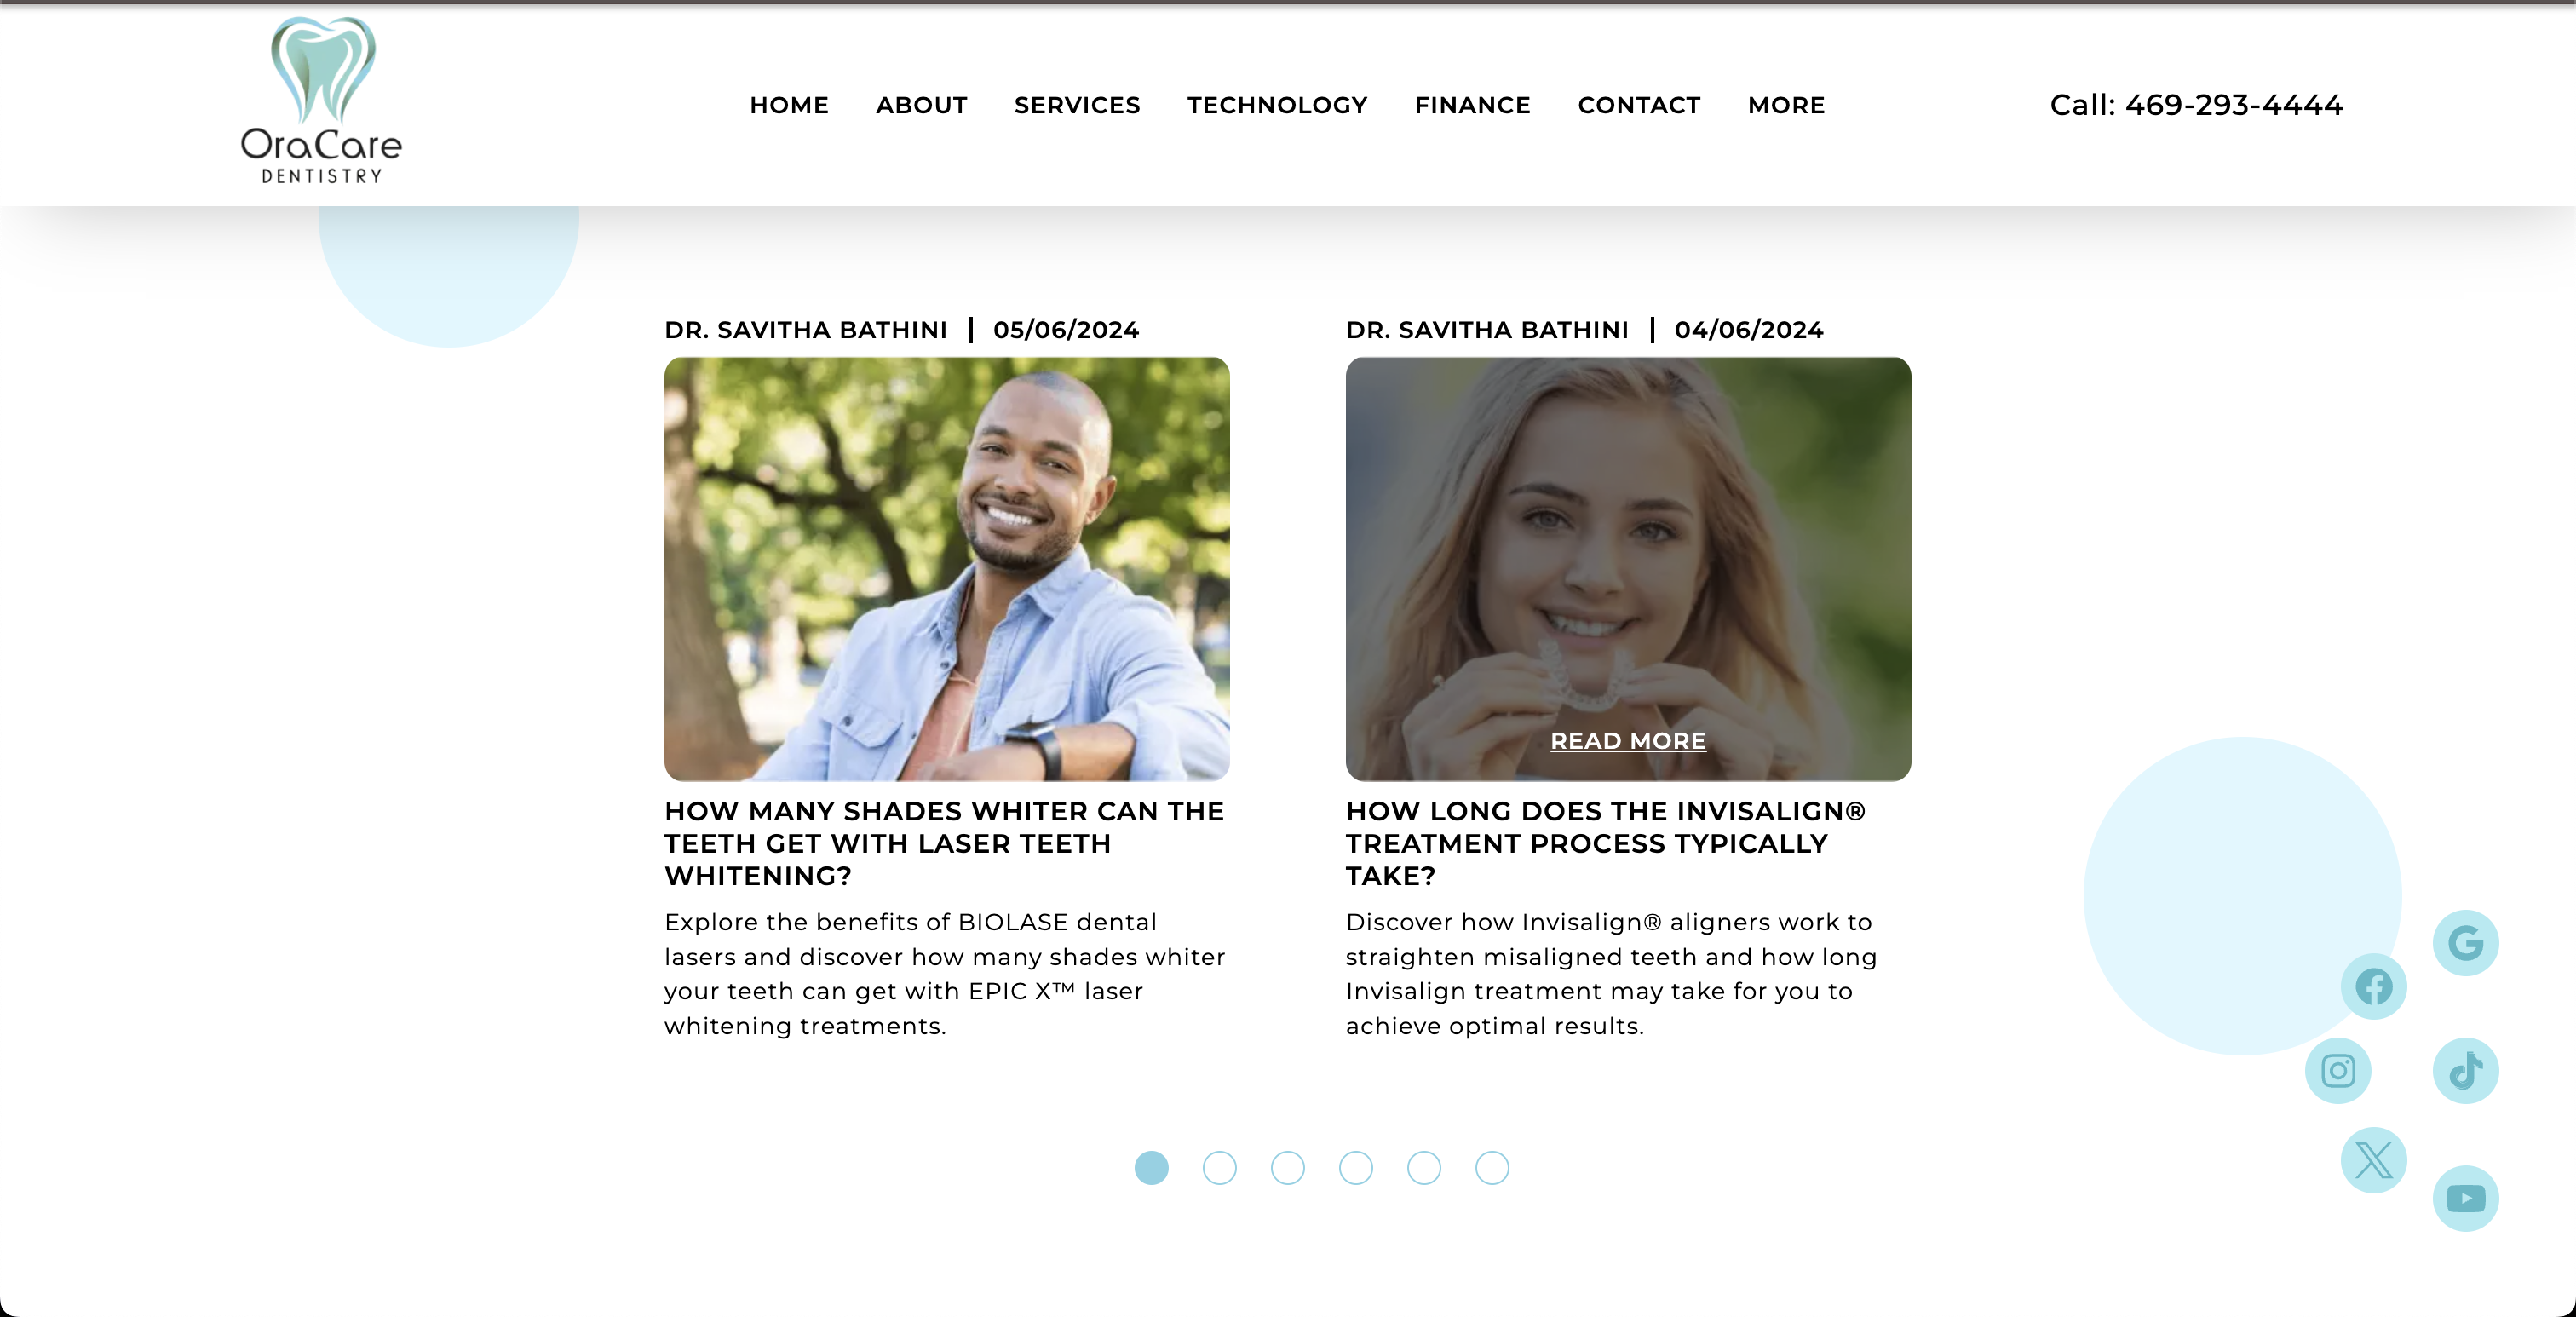 OraCare
DENTISTRY
HOME ABOUT SERVICES TECHNOLOGY FINANCE CONTACT MORE
Call: 469-293-4444
DR. SAVITHA BATHINI | 05/06/2024
HOW MANY SHADES WHITER CAN THE
TEETH GET WITH LASER TEETH
WHITENING?
Explore the benefits of BIOLASE dental
lasers and discover how many shades whiter
your teeth can get with EPIC X™ laser
whitening treatments.
DR. SAVITHA BATHINI | 04/06/2024
READ MORE
HOW LONG DOES THE INVISALIGN®
TREATMENT PROCESS TYPICALLY
TAKE?
Discover how Invisalign® aligners work to
straighten misaligned teeth and how long
Invisalign treatment may take for you to
achieve optimal results.